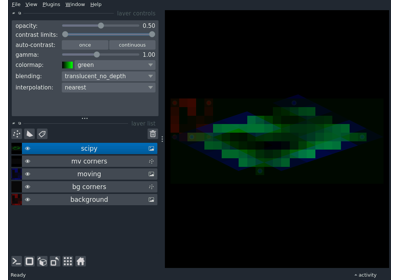 File View Plugins Window Help
layer controls
opacity: 0.50
contrast limits:
auto-contrast: once continuous
gamma: 1.00
colormap: green
blending: translucent_no_depth
interpolation: nearest
layer list
scipy
mv corners
moving
bg corners
background
Ready activity